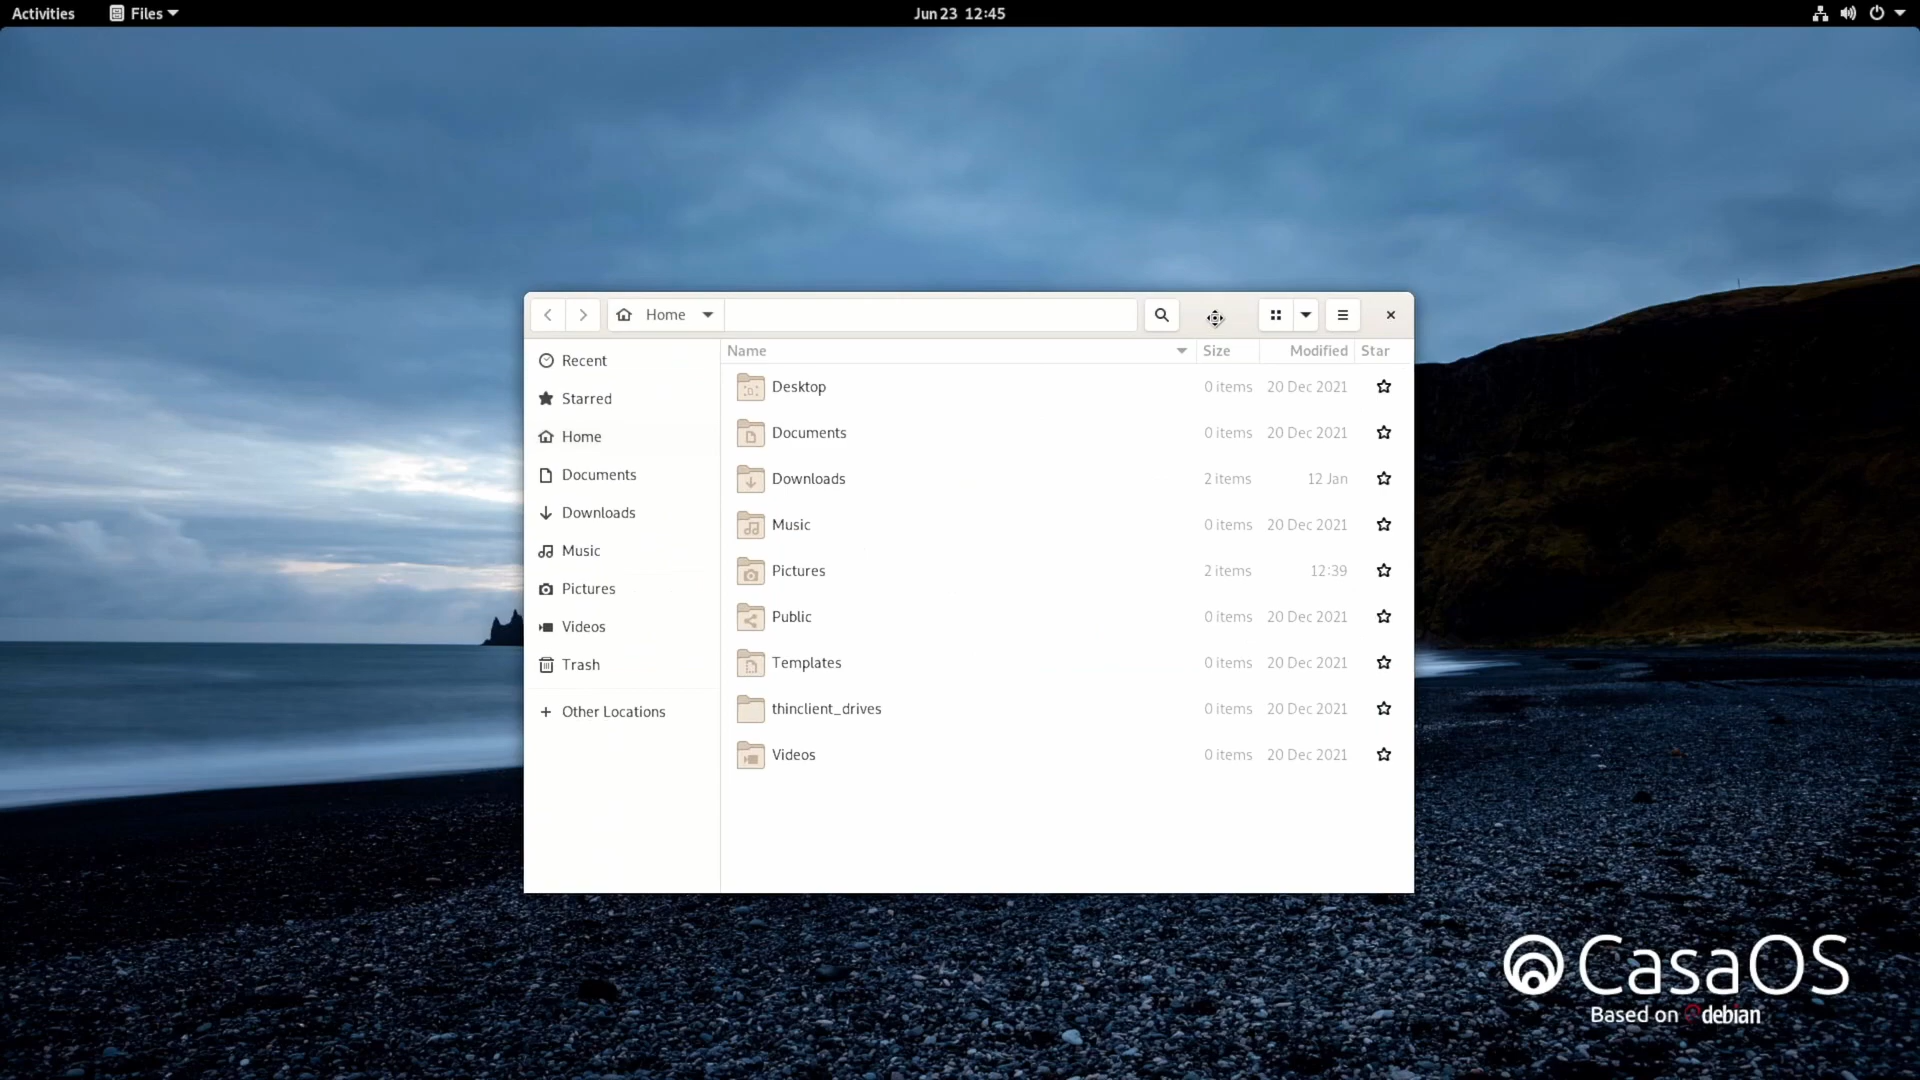 Activities Files Jun 23 12:45
Home
Name Size Modified Star
Recent
Starred
Home
Documents
Downloads
Music
Pictures
Videos
Trash
Other Locations
Desktop 0 items 20 Dec 2021
Documents 0 items 20 Dec 2021
Downloads 2 items 12 Jan
Music 0 items 20 Dec 2021
Pictures 2 items 12:39
Public 0 items 20 Dec 2021
Templates 0 items 20 Dec 2021
thinclient_drives 0 items 20 Dec 2021
Videos 0 items 20 Dec 2021
CasaOS
Based on debian